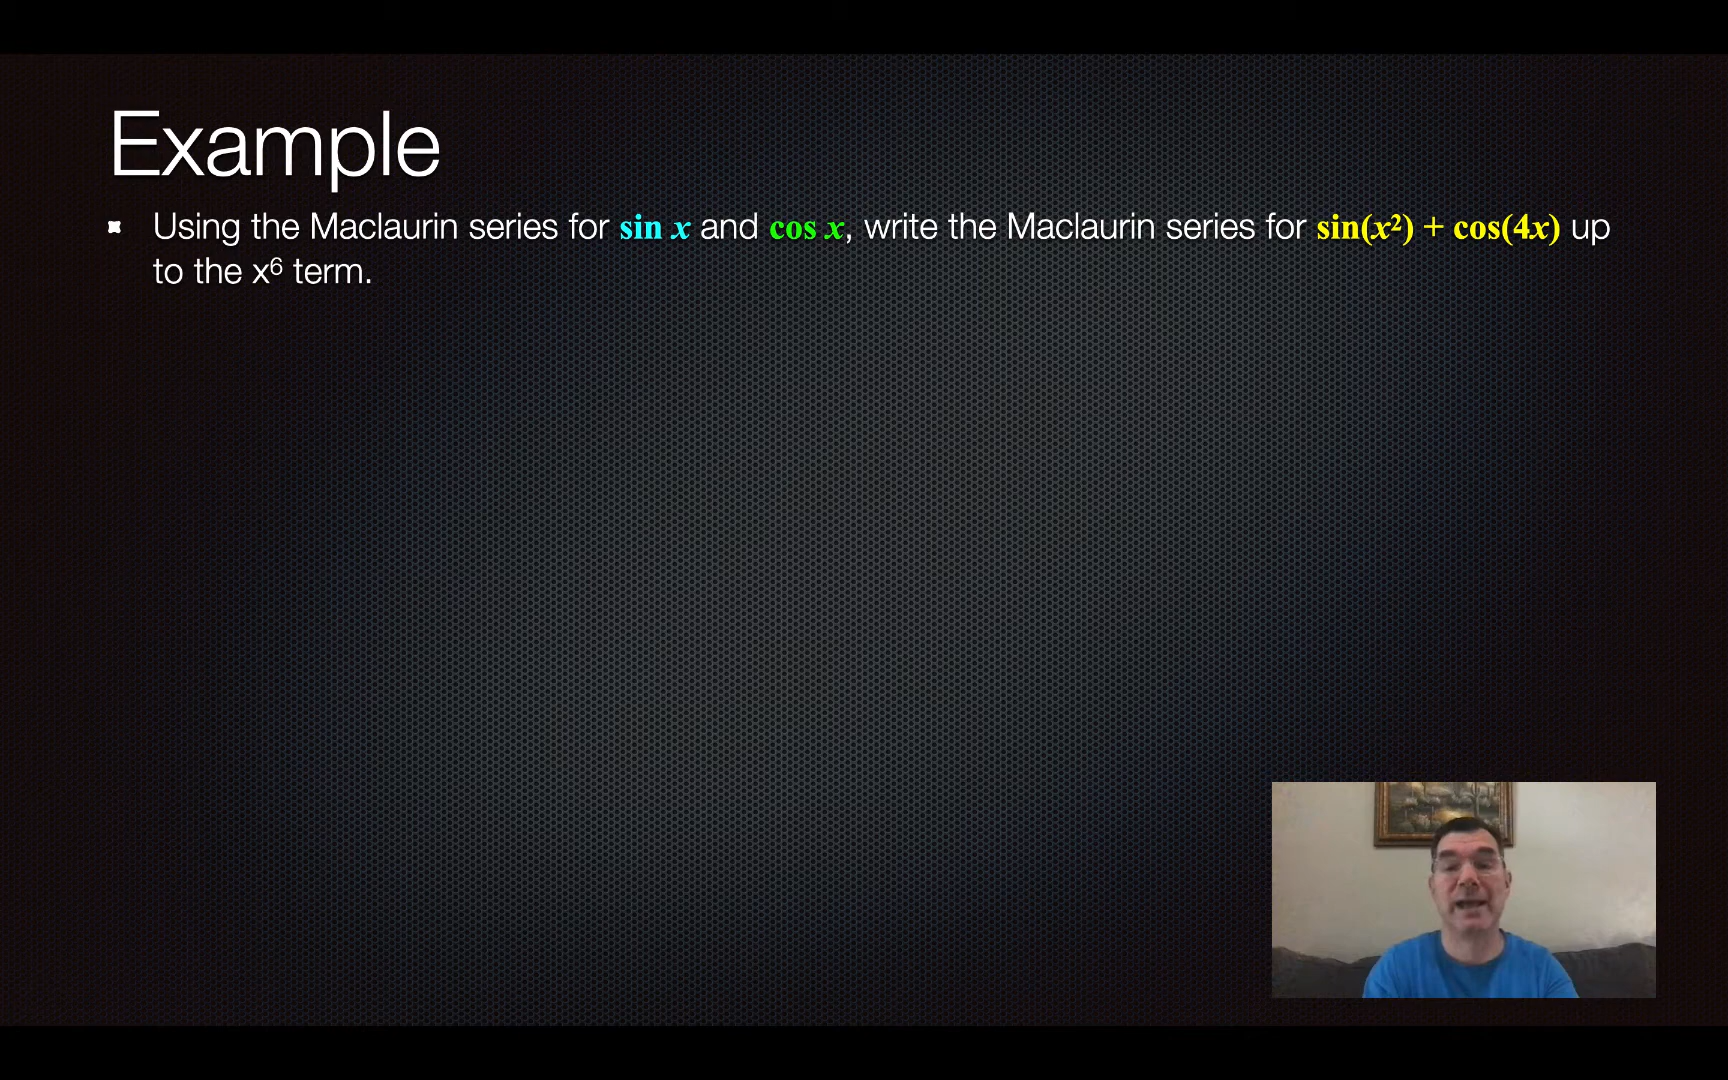 Example
Using the Maclaurin series for sin x and cos x, write the Maclaurin series for sin(x²) + cos(4x) up
to the x⁶ term.